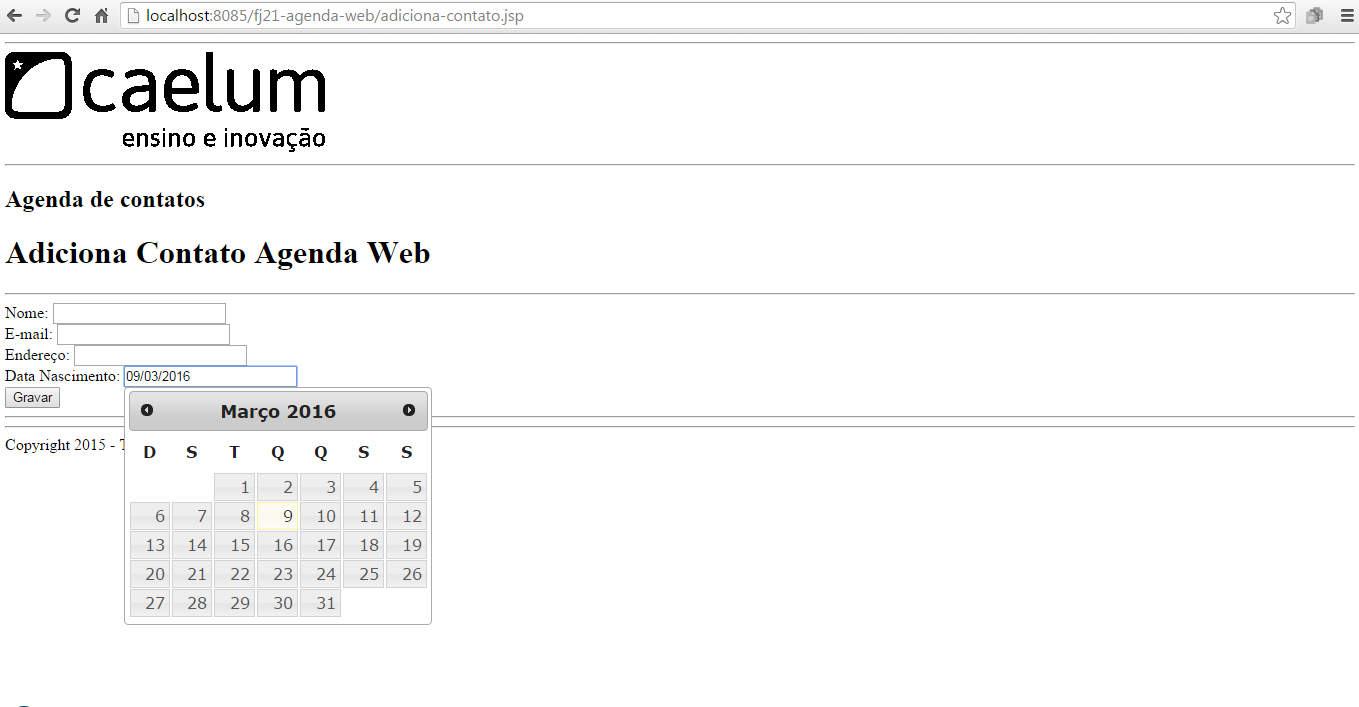 localhost:8085/fj21-agenda-web/adiciona-contato.jsp
caelum
ensino e inovação
Agenda de contatos
Adiciona Contato Agenda Web
Nome:
E-mail:
Endereço:
Data Nascimento: 09/03/2016
Gravar
Março 2016
D S T Q Q S S
1 2 3 4 5
6 7 8 9 10 11 12
13 14 15 16 17 18 19
20 21 22 23 24 25 26
27 28 29 30 31
Copyright 2015 -